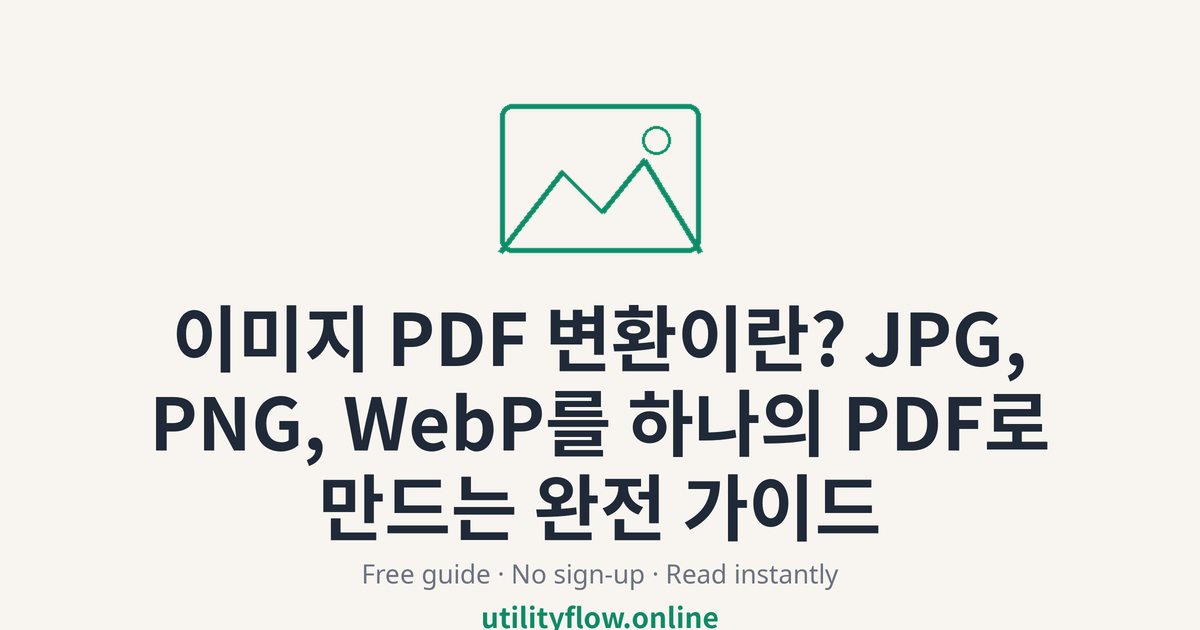 이미지 PDF 변환이란? JPG,
PNG, WebP를 하나의 PDF로
만드는 완전 가이드
Free guide · No sign-up · Read instantly
utilityflow.online